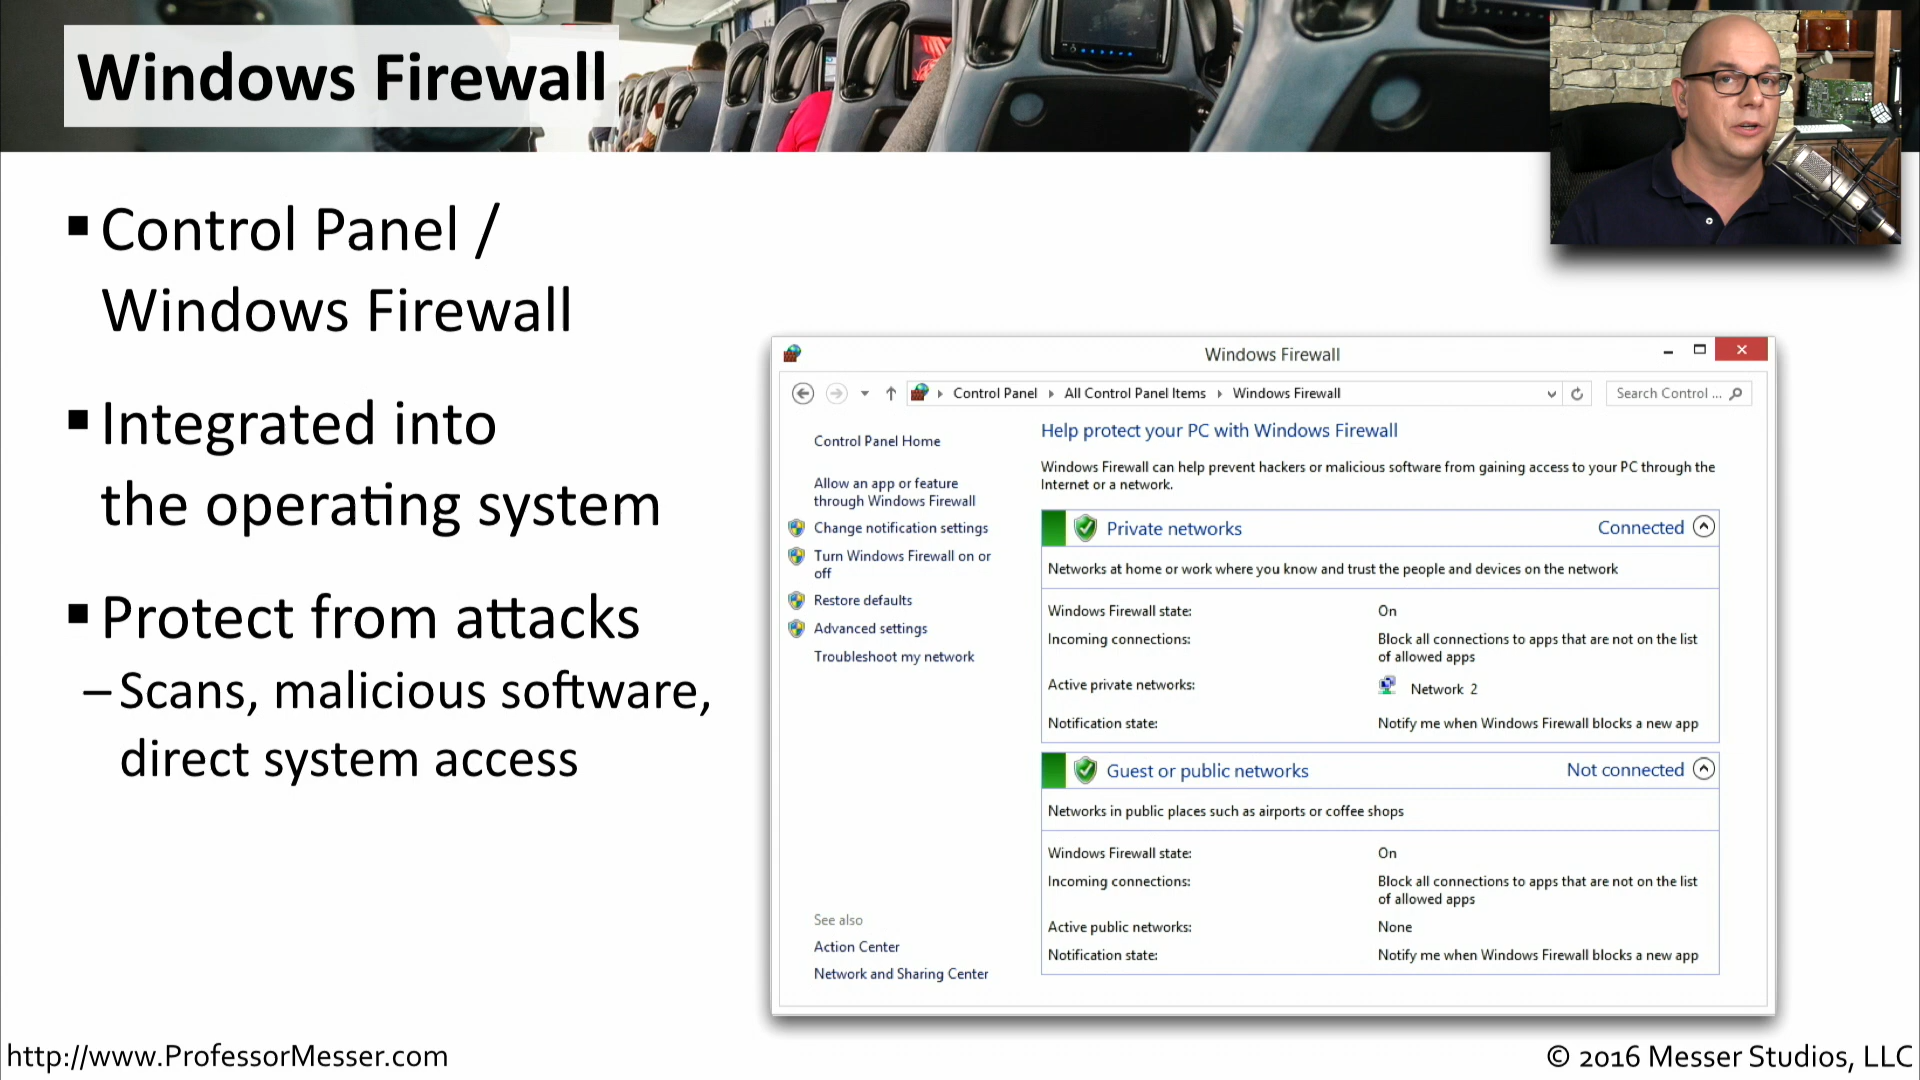 Windows Firewall
▪ Control Panel /
Windows Firewall
▪ Integrated into
the operating system
▪ Protect from attacks
– Scans, malicious software,
direct system access
Windows Firewall
Control Panel ▸ All Control Panel Items ▸ Windows Firewall
Search Control ...
Control Panel Home
Allow an app or feature
through Windows Firewall
Change notification settings
Turn Windows Firewall on or
off
Restore defaults
Advanced settings
Troubleshoot my network
See also
Action Center
Network and Sharing Center
Help protect your PC with Windows Firewall
Windows Firewall can help prevent hackers or malicious software from gaining access to your PC through the
Internet or a network.
Private networks Connected
Networks at home or work where you know and trust the people and devices on the network
Windows Firewall state: On
Incoming connections: Block all connections to apps that are not on the list
of allowed apps
Active private networks: Network 2
Notification state: Notify me when Windows Firewall blocks a new app
Guest or public networks Not connected
Networks in public places such as airports or coffee shops
Windows Firewall state: On
Incoming connections: Block all connections to apps that are not on the list
of allowed apps
Active public networks: None
Notification state: Notify me when Windows Firewall blocks a new app
http://www.ProfessorMesser.com
© 2016 Messer Studios, LLC